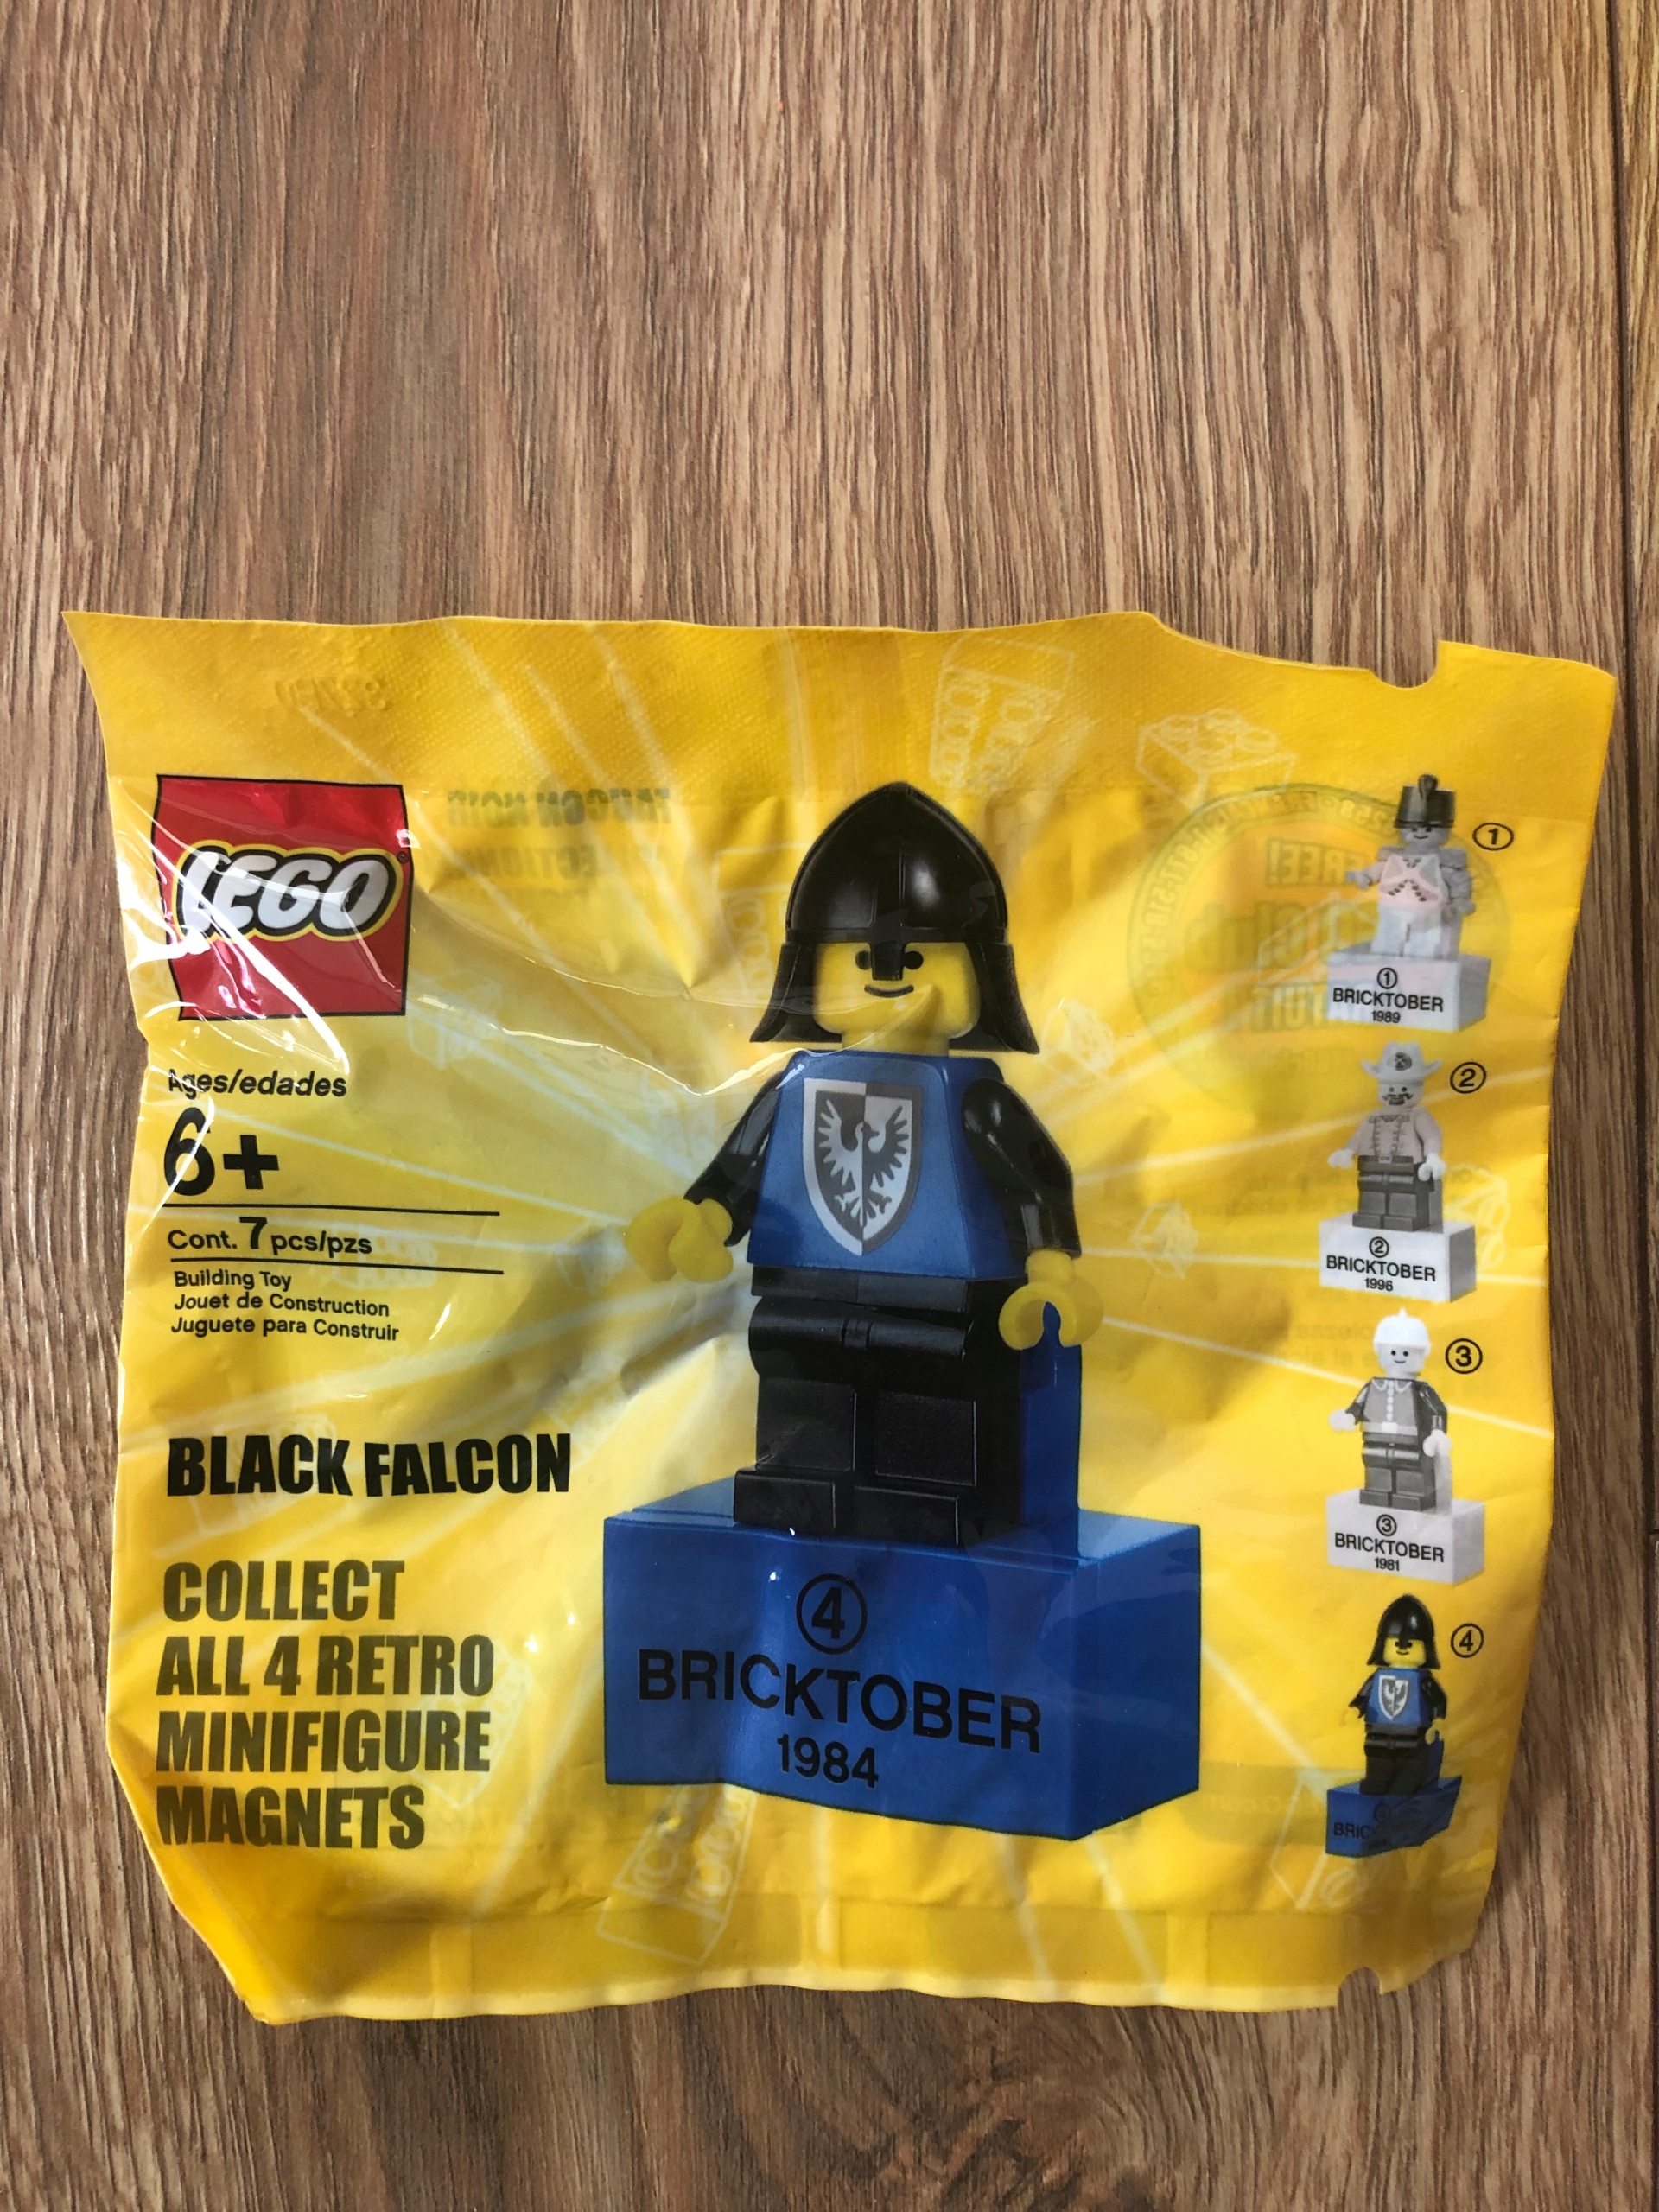 LEGO
Ages/edades
6+
Cont. 7 pcs/pzs
Building Toy
Jouet de Construction
Juguete para Construir
BLACK FALCON
COLLECT
ALL 4 RETRO
MINIFIGURE
MAGNETS
4
BRICKTOBER
1984
1
1
BRICKTOBER
1989
2
2
BRICKTOBER
1996
3
3
BRICKTOBER
1981
4
4